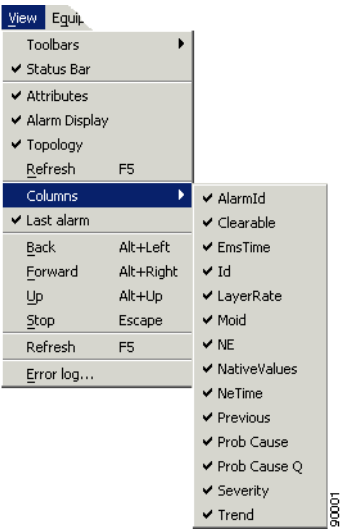 View Equip
Toolbars
Status Bar
Attributes
Alarm Display
Topology
Refresh F5
Columns
Last alarm
Back Alt+Left
Forward Alt+Right
Up Alt+Up
Stop Escape
Refresh F5
Error log...
AlarmId
Clearable
EmsTime
Id
LayerRate
Moid
NE
NativeValues
NeTime
Previous
Prob Cause
Prob Cause Q
Severity
Trend
90001